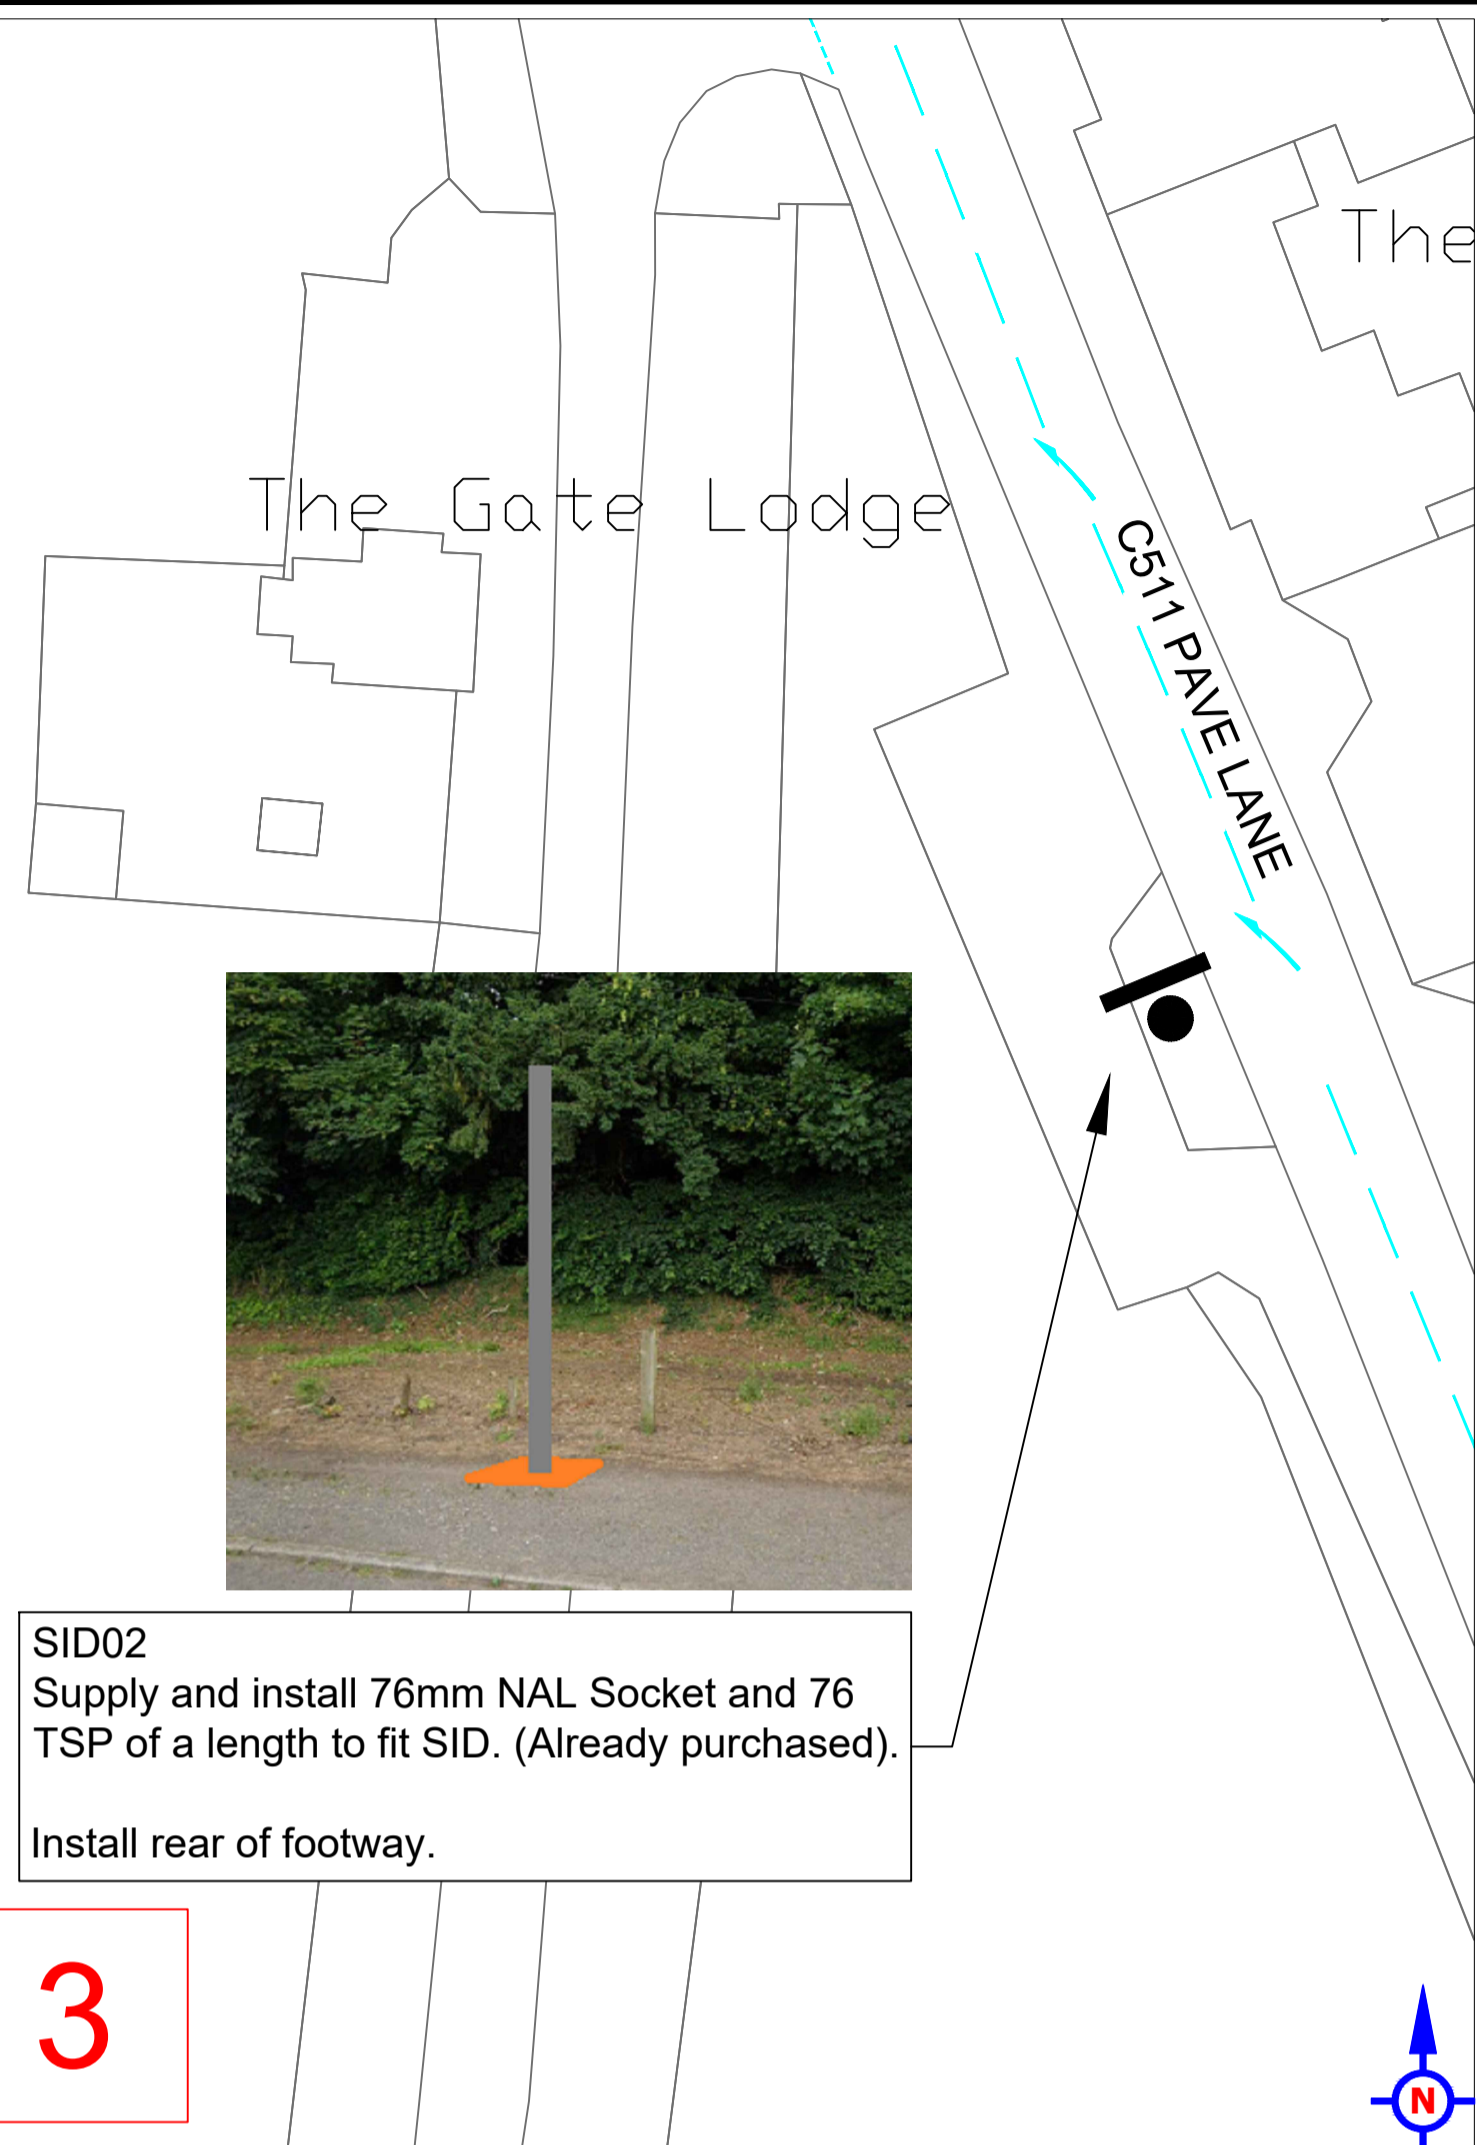 The
The Gate Lodge
C511 PAVE LANE
SID02
Supply and install 76mm NAL Socket and 76
TSP of a length to fit SID. (Already purchased).
Install rear of footway.
3
N